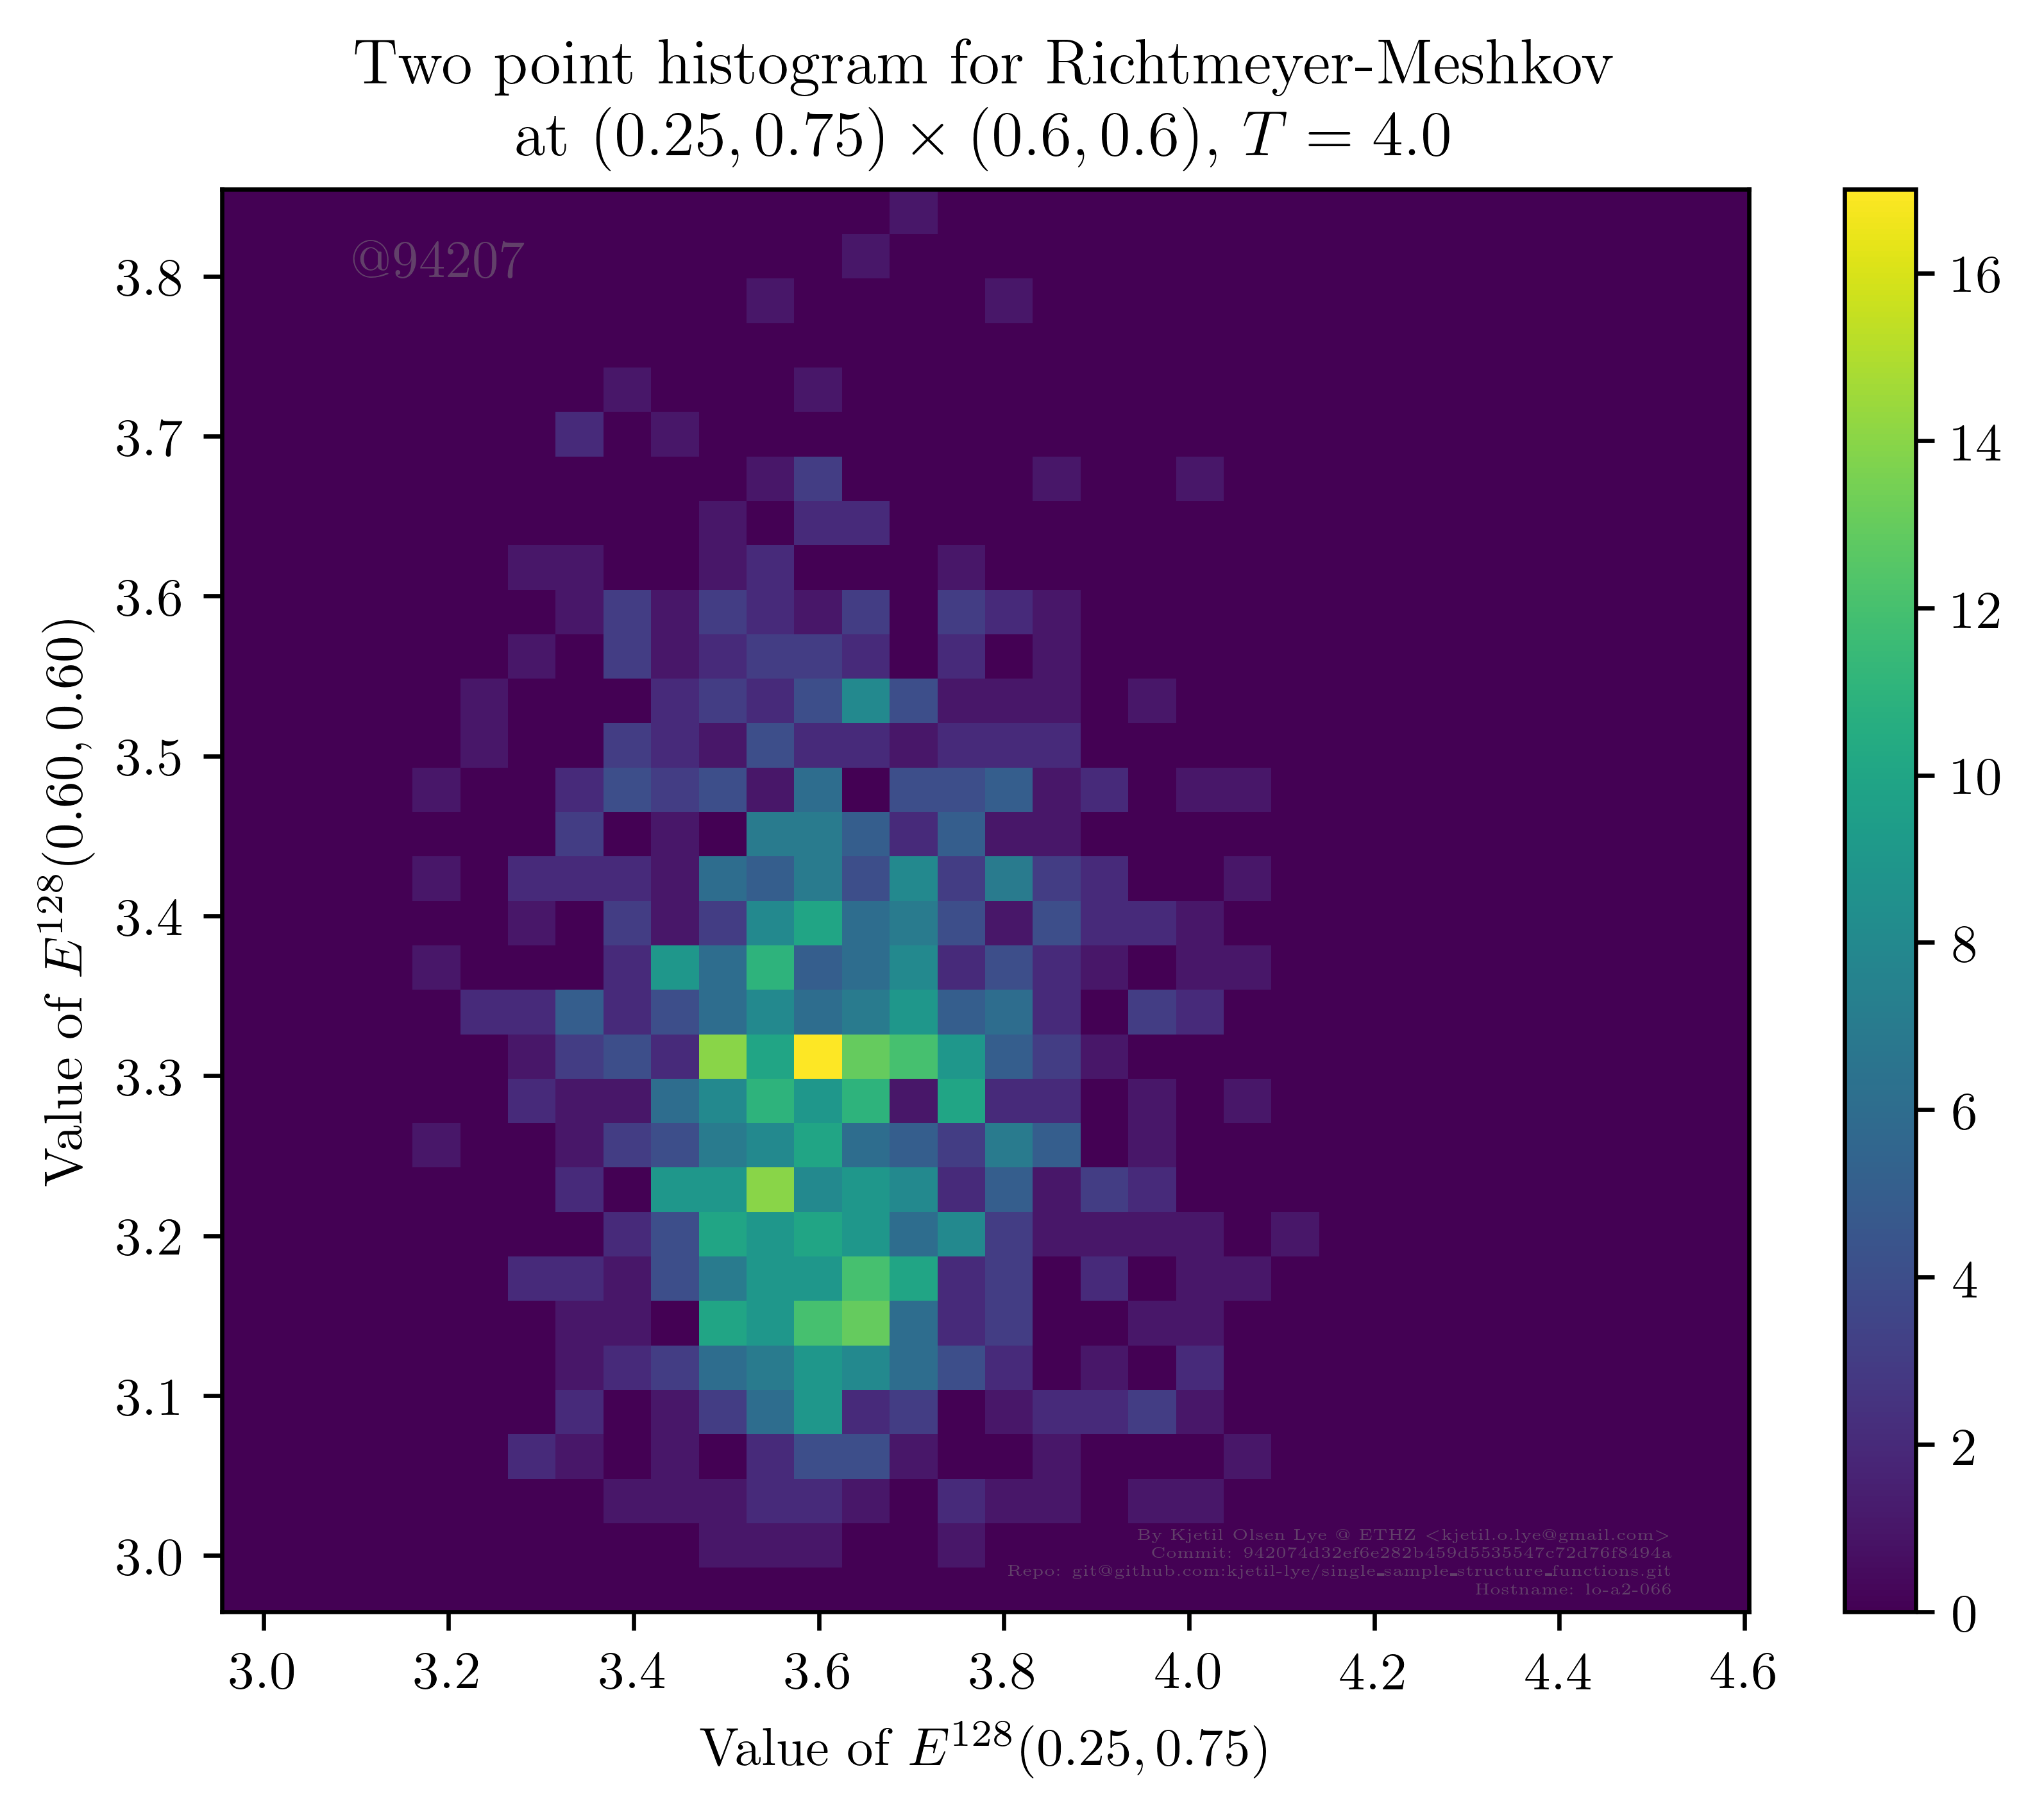 Two point histogram for Richtmeyer-Meshkov
at (0.25, 0.75) × (0.6, 0.6), T = 4.0
@94207
3.8
3.7
3.6
3.5
3.4
3.3
3.2
3.1
3.0
Value of E¹²⁸(0.60, 0.60)
16
14
12
10
8
6
4
2
0
By Kjetil Olsen Lye @ ETHZ <kjetil.o.lye@gmail.com>
Commit: 942074d32ef6e282b459d5535547c72d76f8494a
Repo: git@github.com:kjetil-lye/single_sample_structure_functions.git
Hostname: lo-a2-066
3.0 3.2 3.4 3.6 3.8 4.0 4.2 4.4 4.6
Value of E¹²⁸(0.25, 0.75)